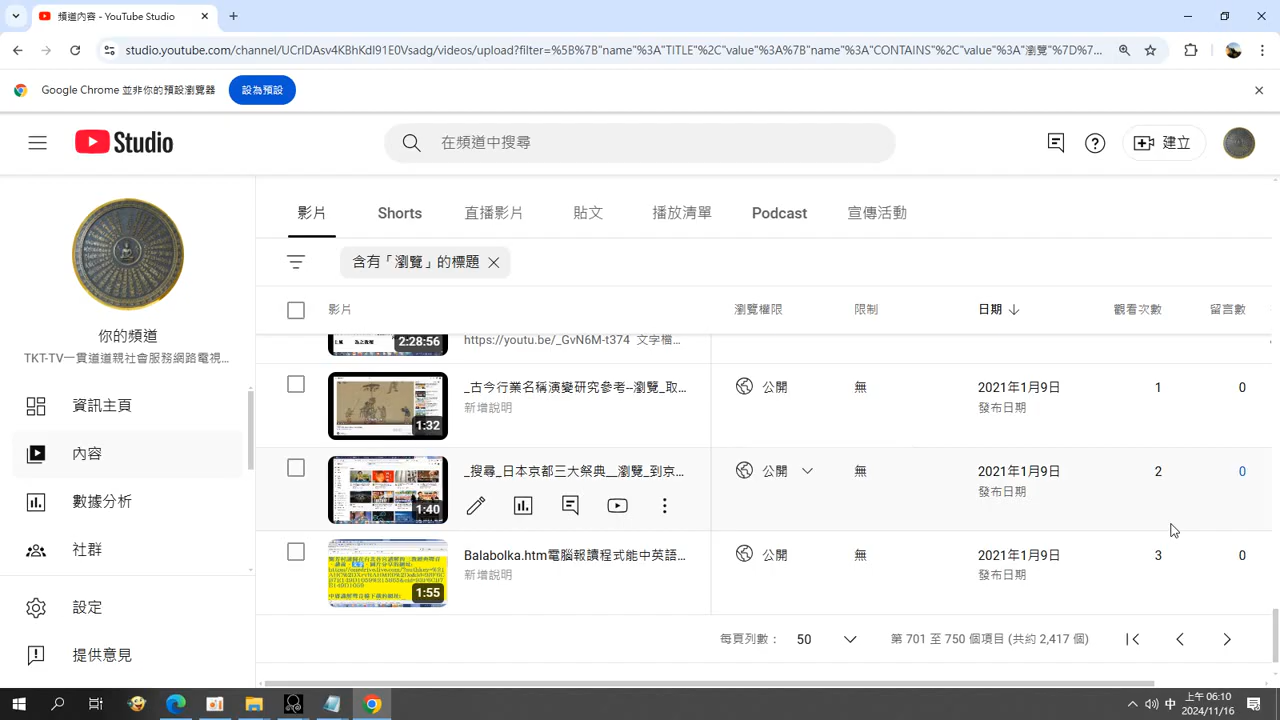 頻道內容 - YouTube Studio
studio.youtube.com/channel/UCrIDAsv4KBhKdI91E0Vsadg/videos/upload?filter=%5B%7B"name"%3A"TITLE"%2C"value"%3A%7B"name"%3A"CONTAINS"%2C"value"%3A"瀏覽"%7D%7...
Google Chrome 並非你的預設瀏覽器
設為預設
Studio
在頻道中搜尋
建立
影片 Shorts 直播影片 貼文 播放清單 Podcast 宣傳活動
含有「瀏覽」的標題
影片 瀏覽權限 限制 日期 觀看次數 留言數
你的頻道
TKT-TV一貫道道親社會服務網路電視...
資訊主頁
內容
數據分析
社群
設定
提供意見
2:28:56
https://youtu.be/_GvN6M-t374 文字檔...
_古今行業名稱演變研究參考--瀏覽_取... 公開 無 2021年1月9日 1 0
新增說明 發布日期
1:32
_搜尋_日本京都三大祭典__瀏覽_到京... 公開 無 2021年1月9日 2 0
發布日期
1:40
Balabolka.htm電腦報讀程式能中英語... 公開 無 2021年1月9日 3 0
新增說明 發布日期
1:55
每頁列數： 50 第 701 至 750 個項目 (共約 2,417 個)
中
上午 06:10
2024/11/16